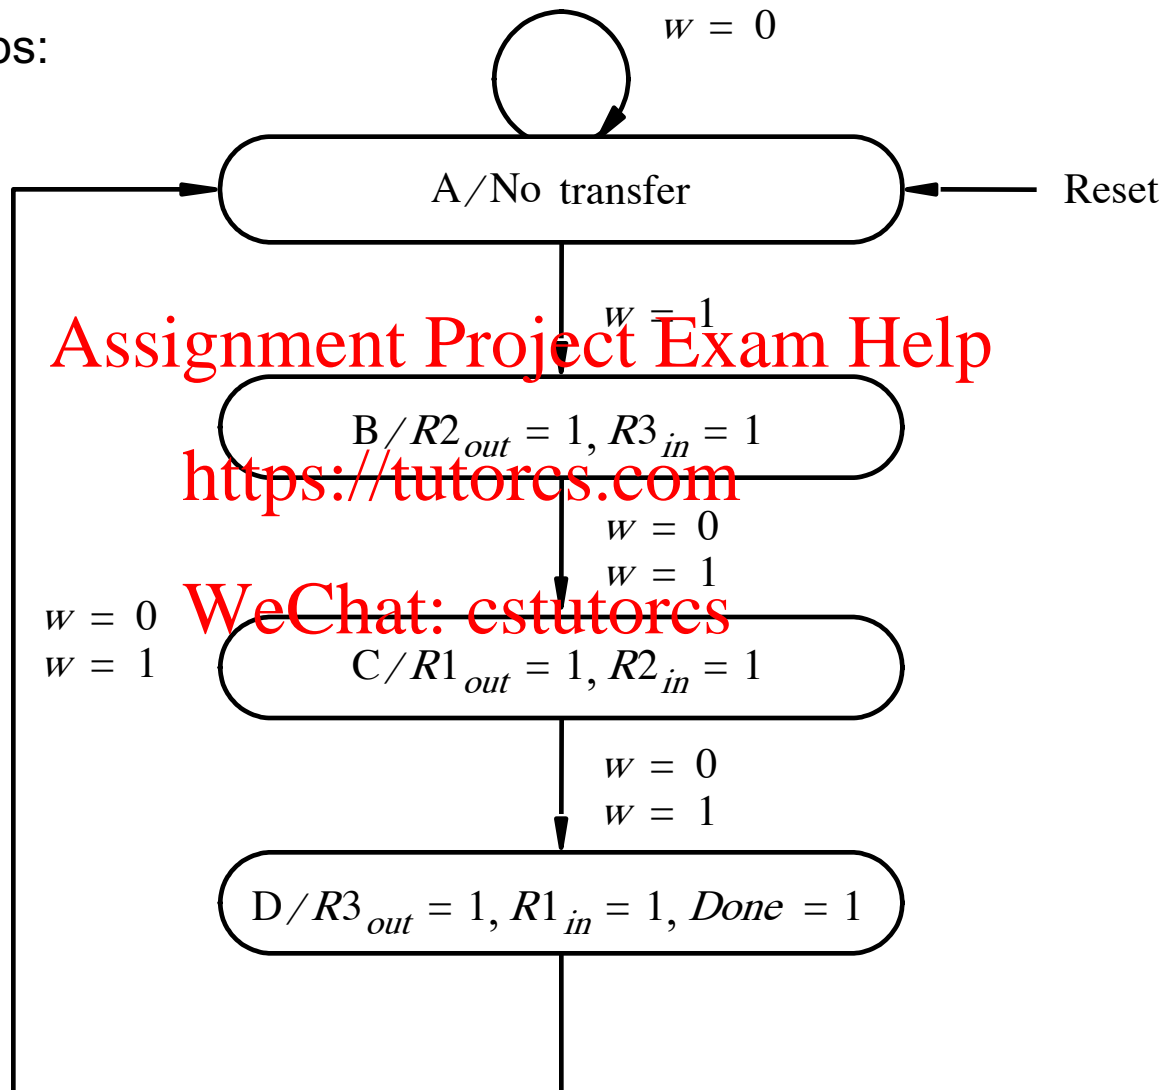 os:
w = 0
A/No transfer
Reset
w = 1
Assignment Project Exam Help
B/R2out = 1, R3in = 1
https://tutorcs.com
w = 0
w = 1
WeChat: cstutorcs
w = 0
w = 1
C/R1out = 1, R2in = 1
w = 0
w = 1
D/R3out = 1, R1in = 1, Done = 1